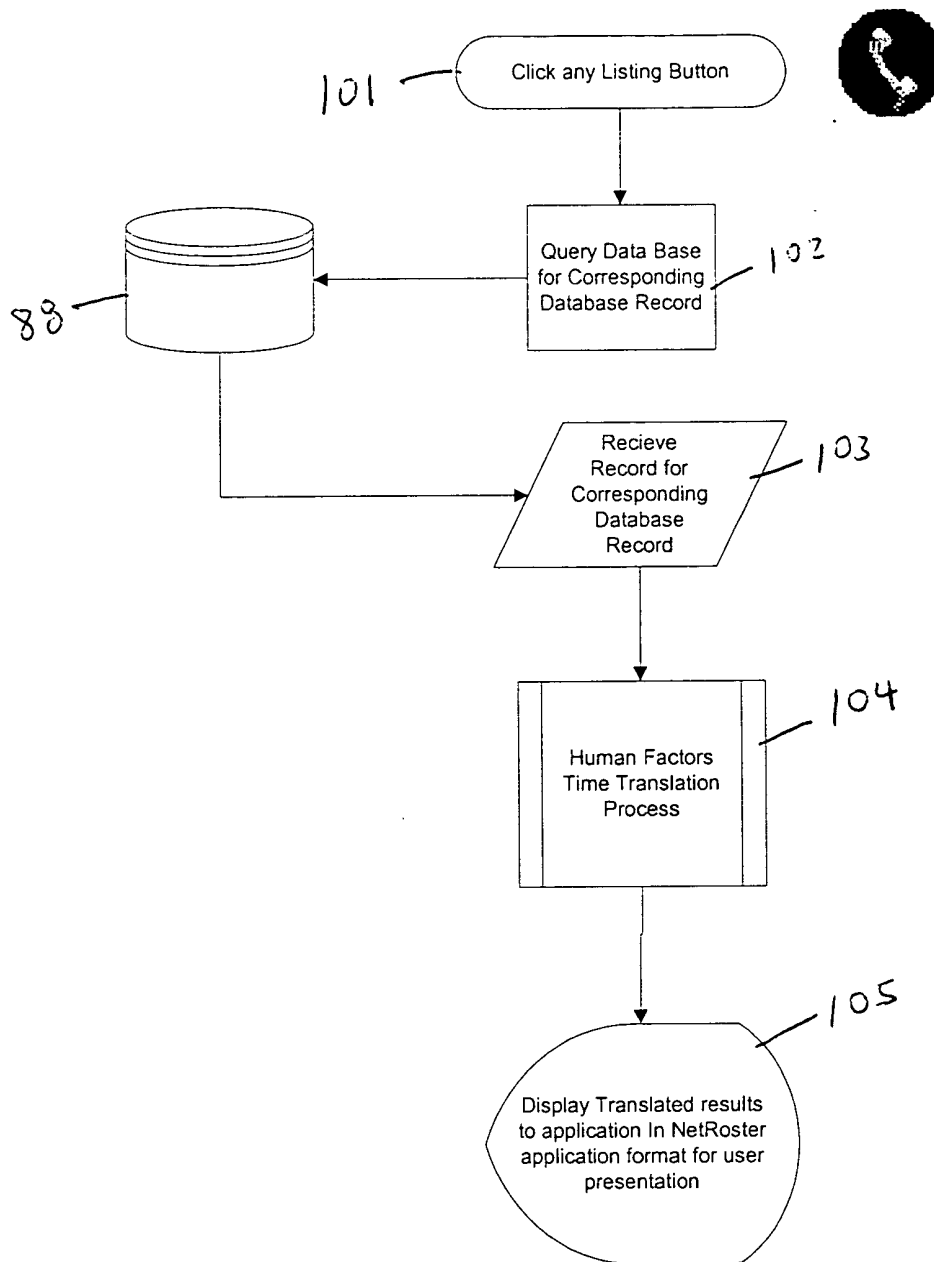 Click any Listing Button
101
Query Data Base
for Corresponding
Database Record
102
88
Recieve
Record for
Corresponding
Database
Record
103
Human Factors
Time Translation
Process
104
Display Translated results
to application In NetRoster
application format for user
presentation
105